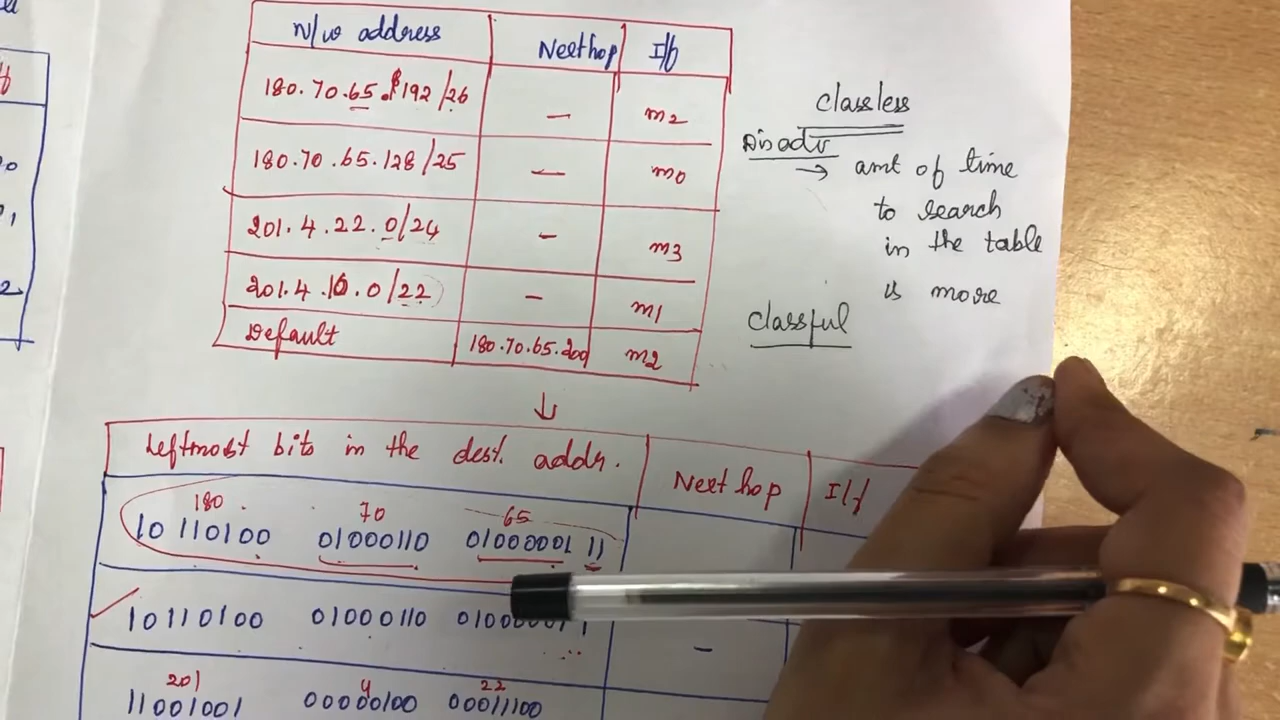 N/w address Nexthop I/f
180.70.65.192/26 — m2
180.70.65.128/25 — m0
201.4.22.0/24 — m3
201.4.16.0/22 — m1
Default 180.70.65.200 m2
classless
Disadv
→ amt of time
to search
in the table
is more
classful
↓
Leftmost bits in the dest. addr. Next hop I/f
180 70 65
10 110100 01000110 01000001 11
10110100 01000110
201 4 22
11001001 00000100 00011100